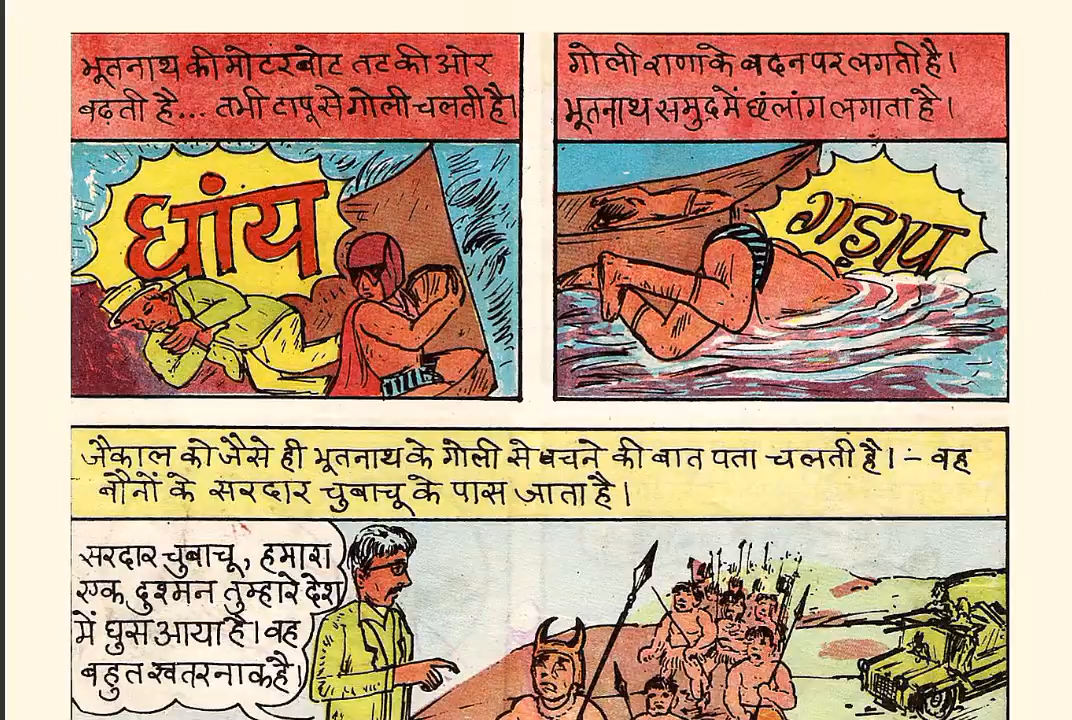 भूतनाथ की मोटरबोट तट की ओर
बढ़ती है... तभी टापू से गोली चलती है।
धांय
गोली राणा के बदन पर लगती है।
भूतनाथ समुद्र में छंलांग लगाता है।
गड़ाप
जैकाल को जैसे ही भूतनाथ के गोली से बचने की बात पता चलती है। - वह
बौनों के सरदार चुबाचू के पास जाता है।
सरदार चुबाचू, हमारा
एक दुश्मन तुम्हारे देश
में घुस आया है। वह
बहुत खतरनाक है।